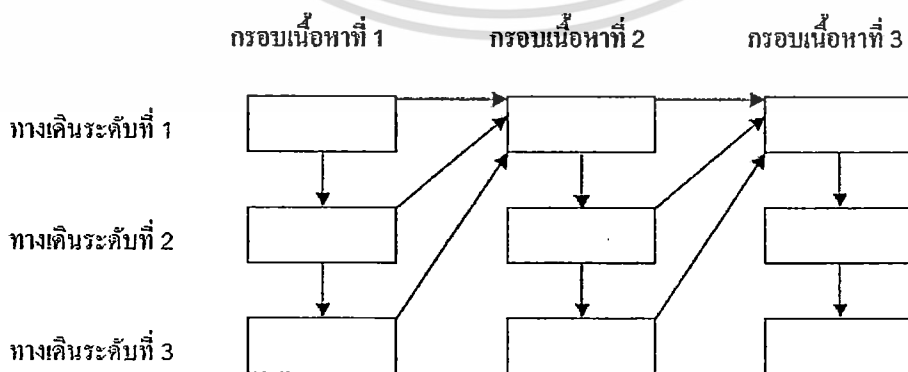 กรอบเนื้อหาที่ 1 กรอบเนื้อหาที่ 2 กรอบเนื้อหาที่ 3
ทางเดินระดับที่ 1
ทางเดินระดับที่ 2
ทางเดินระดับที่ 3